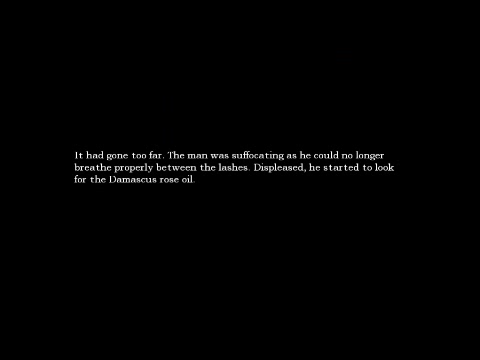 It had gone too far. The man was suffocating as he could no longer
breathe properly between the lashes. Displeased, he started to look
for the Damascus rose oil.